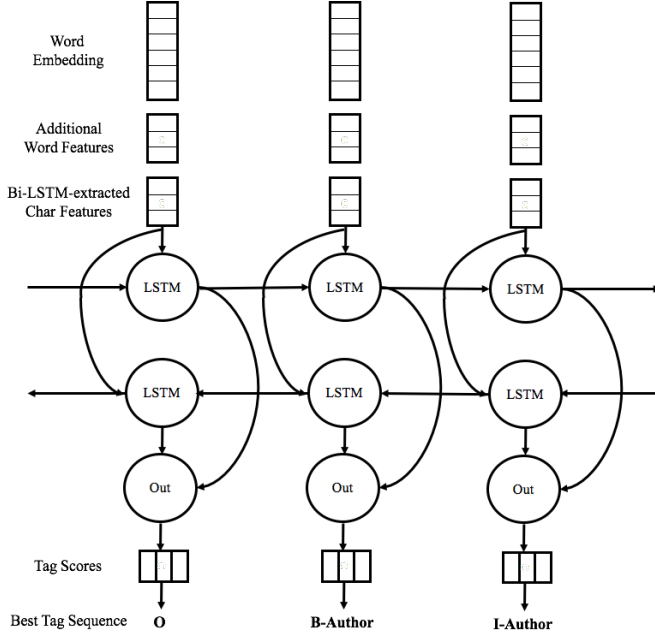 Word
Embedding
Additional
Word Features
Bi-LSTM-extracted
Char Features
LSTM LSTM LSTM
LSTM LSTM LSTM
Out Out Out
Tag Scores
Best Tag Sequence O B-Author I-Author